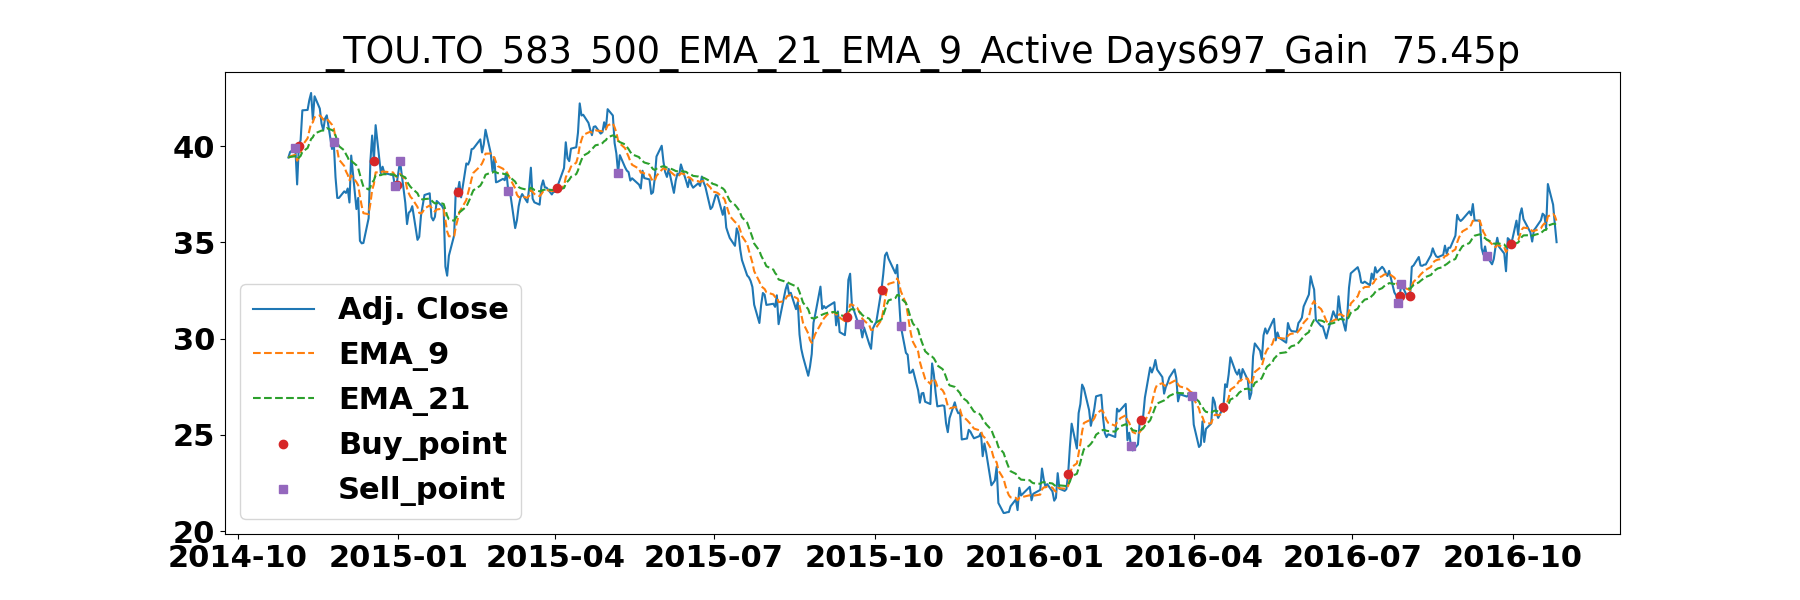 _TOU.TO_583_500_EMA_21_EMA_9_Active Days697_Gain  75.45p
40
35
30
25
20
Adj. Close
EMA_9
EMA_21
Buy_point
Sell_point
2014-10 2015-01 2015-04 2015-07 2015-10 2016-01 2016-04 2016-07 2016-10